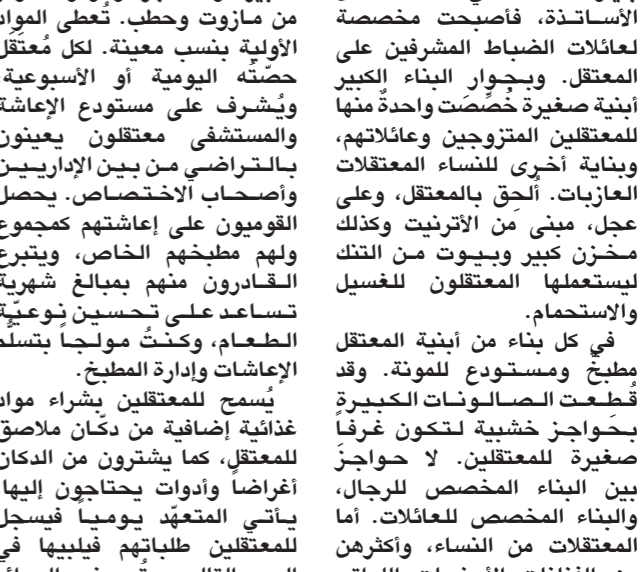 الأساتذة، فأصبحت مخصصة
لعائلات الضباط المشرفين على
المعتقل. وبجوار البناء الكبير
أبنية صغيرة خُصِّصَت واحدةٌ منها
للمعتقلين المتزوجين وعائلاتهم،
وبناية أخرى للنساء المعتقلات
العازبات. أُلحِق بالمعتقل، وعلى
عجل، مبنى من الأترنيت وكذلك
مخزن كبير وبيوت من التنك
ليستعملها المعتقلون للغسيل
والاستحمام.
في كل بناء من أبنية المعتقل
مطبخٌ ومستودع للمونة. وقد
قُطعت الصالونات الكبيرة
بحَواجز خشبية لتكون غرفاً
صغيرة للمعتقلين. لا حواجزَ
بين البناء المخصص للرجال،
والبناء المخصص للعائلات. أما
المعتقلات من النساء، وأكثرهن
من مازوت وحطب. تُعطى المواد
الأولية بنسب معينة. لكل مُعتَقَل
حصّتُه اليومية أو الأسبوعية،
ويُشرف على مستودع الإعاشة
والمستشفى معتقلون يعينون
بالتراضي من بين الإداريين
وأصحاب الاختصاص. يحصل
القوميون على إعاشتهم كمجموع
ولهم مطبخهم الخاص، ويتبرع
القادرون منهم بمبالغ شهرية
تساعد على تحسين نوعيّة
الطعام، وكنتُ مولجاً بتسلُّم
الإعاشات وإدارة المطبخ.
يُسمح للمعتقلين بشراء مواد
غذائية إضافية من دكّان ملاصق
للمعتقل، كما يشترون من الدكان
أغراضاً وأدوات يحتاجون إليها.
يأتي المتعهّد يومياً فيسجل
للمعتقلين طلباتهم فيلبيها في